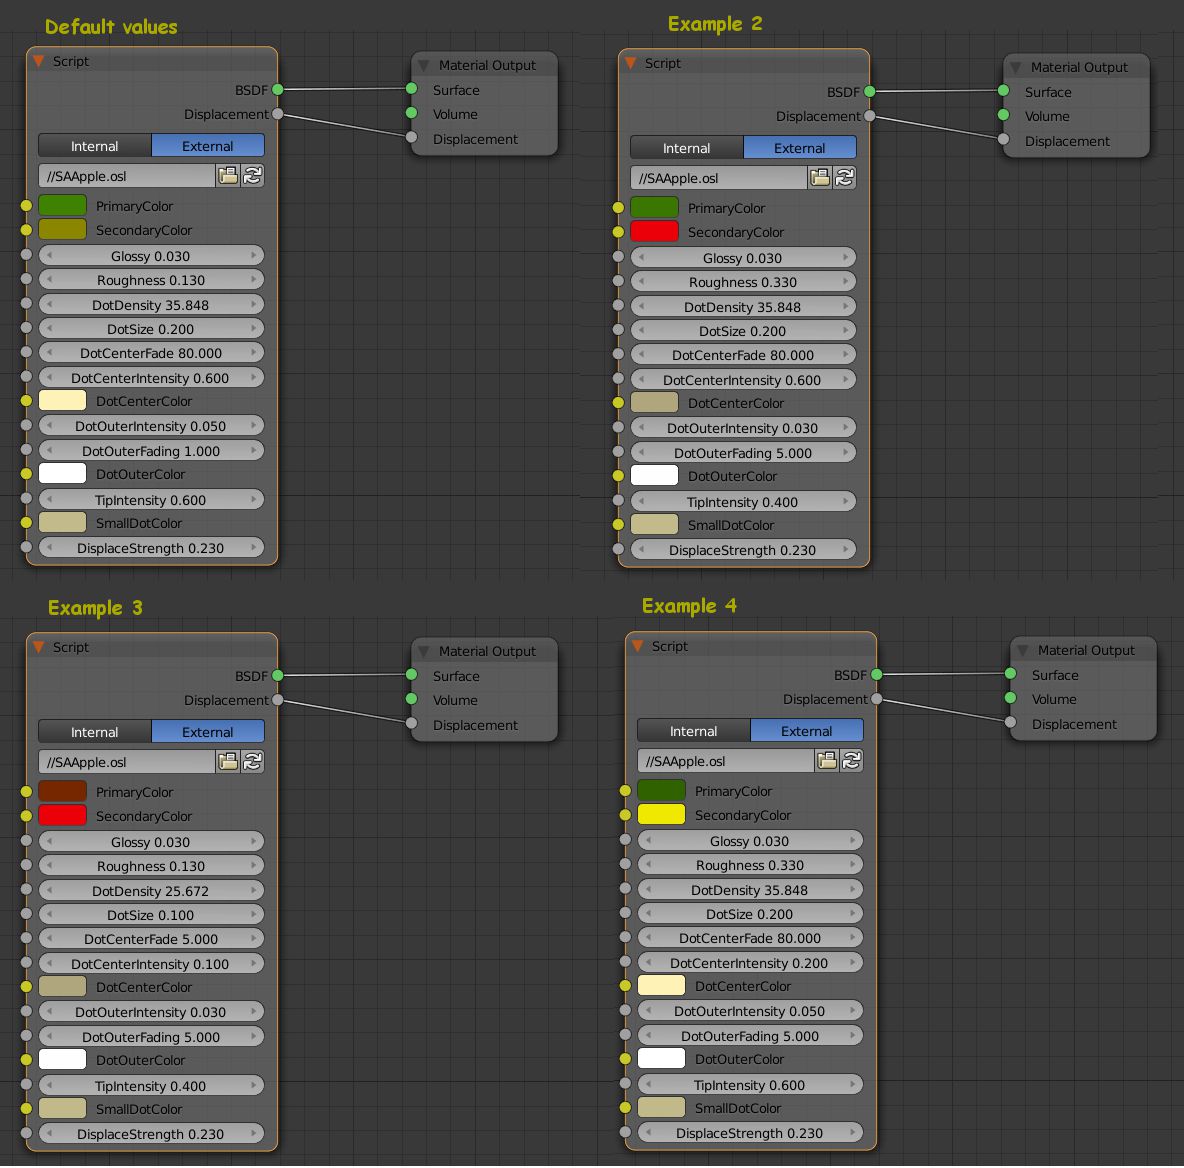 Default values
Script
BSDF
Displacement
Internal External
//SAApple.osl
PrimaryColor
SecondaryColor
Glossy 0.030
Roughness 0.130
DotDensity 35.848
DotSize 0.200
DotCenterFade 80.000
DotCenterIntensity 0.600
DotCenterColor
DotOuterIntensity 0.050
DotOuterFading 1.000
DotOuterColor
TipIntensity 0.600
SmallDotColor
DisplaceStrength 0.230
Material Output
Surface
Volume
Displacement
Example 2
Script
BSDF
Displacement
Internal External
//SAApple.osl
PrimaryColor
SecondaryColor
Glossy 0.030
Roughness 0.330
DotDensity 35.848
DotSize 0.200
DotCenterFade 80.000
DotCenterIntensity 0.600
DotCenterColor
DotOuterIntensity 0.030
DotOuterFading 5.000
DotOuterColor
TipIntensity 0.400
SmallDotColor
DisplaceStrength 0.230
Material Output
Surface
Volume
Displacement
Example 3
Script
BSDF
Displacement
Internal External
//SAApple.osl
PrimaryColor
SecondaryColor
Glossy 0.030
Roughness 0.130
DotDensity 25.672
DotSize 0.100
DotCenterFade 5.000
DotCenterIntensity 0.100
DotCenterColor
DotOuterIntensity 0.030
DotOuterFading 5.000
DotOuterColor
TipIntensity 0.400
SmallDotColor
DisplaceStrength 0.230
Material Output
Surface
Volume
Displacement
Example 4
Script
BSDF
Displacement
Internal External
//SAApple.osl
PrimaryColor
SecondaryColor
Glossy 0.030
Roughness 0.330
DotDensity 35.848
DotSize 0.200
DotCenterFade 80.000
DotCenterIntensity 0.200
DotCenterColor
DotOuterIntensity 0.050
DotOuterFading 5.000
DotOuterColor
TipIntensity 0.600
SmallDotColor
DisplaceStrength 0.230
Material Output
Surface
Volume
Displacement